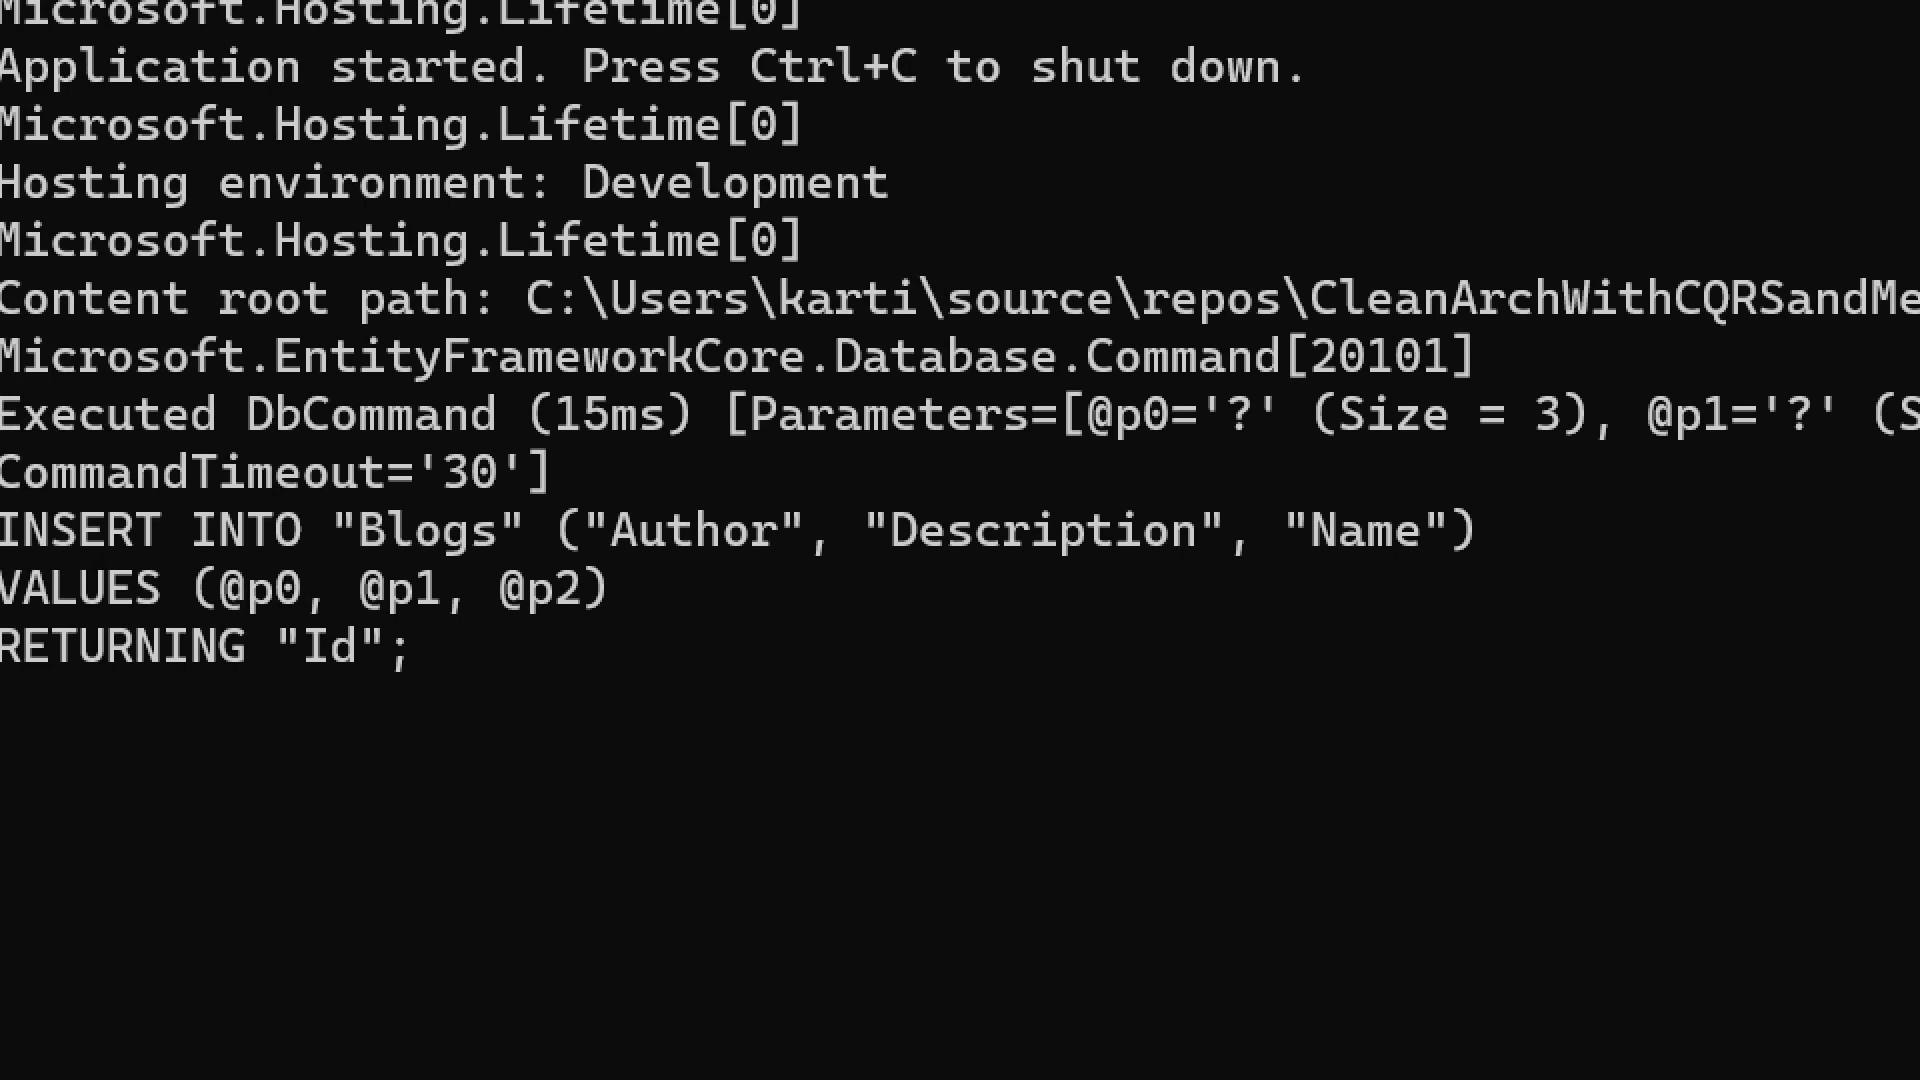 Microsoft.Hosting.Lifetime[0]
Application started. Press Ctrl+C to shut down.
Microsoft.Hosting.Lifetime[0]
Hosting environment: Development
Microsoft.Hosting.Lifetime[0]
Content root path: C:\Users\karti\source\repos\CleanArchWithCQRSandMe
Microsoft.EntityFrameworkCore.Database.Command[20101]
Executed DbCommand (15ms) [Parameters=[@p0='?' (Size = 3), @p1='?' (S
CommandTimeout='30']
INSERT INTO "Blogs" ("Author", "Description", "Name")
VALUES (@p0, @p1, @p2)
RETURNING "Id";